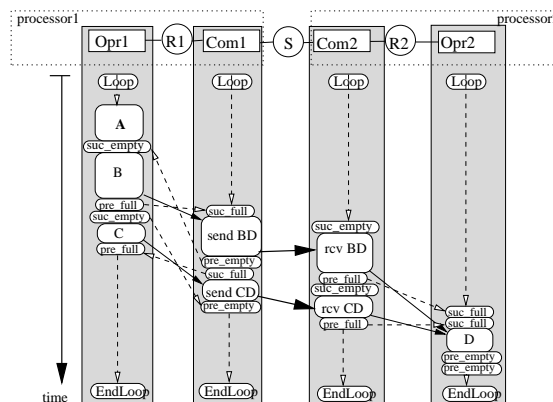 processor1
processor
Opr1
R1
Com1
S
Com2
R2
Opr2
Loop
Loop
Loop
Loop
A
suc_empty
B
pre_full
suc_empty
C
pre_full
suc_full
send BD
pre_empty
suc_full
send CD
pre_empty
suc_empty
rcv BD
pre_full
suc_empty
rcv CD
pre_full
suc_full
suc_full
D
pre_empty
pre_empty
EndLoop
EndLoop
EndLoop
EndLoop
time